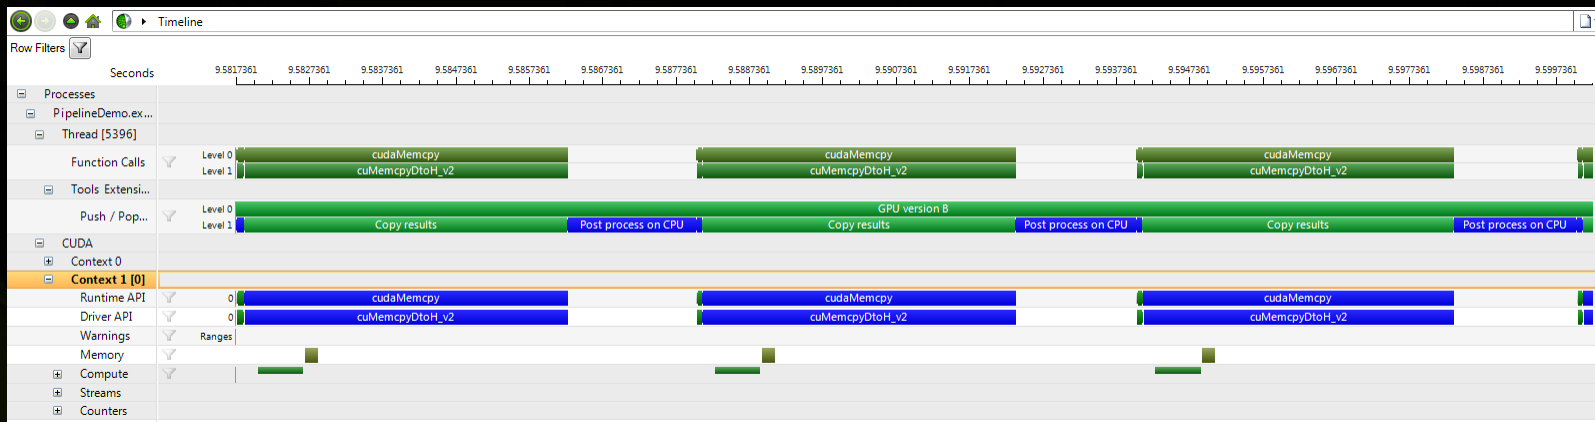 Timeline
Row Filters
Seconds 9.5817361 9.5827361 9.5837361 9.5847361 9.5857361 9.5867361 9.5877361 9.5887361 9.5897361 9.5907361 9.5917361 9.5927361 9.5937361 9.5947361 9.5957361 9.5967361 9.5977361 9.5987361 9.5997361
Processes
PipelineDemo.ex...
Thread [5396]
Level 0 cudaMemcpy cudaMemcpy cudaMemcpy
Function Calls
Level 1 cuMemcpyDtoH_v2 cuMemcpyDtoH_v2 cuMemcpyDtoH_v2
Tools Extensi...
Level 0 GPU version B
Push / Pop...
Level 1 Copy results Post process on CPU Copy results Post process on CPU Copy results Post process on CPU
CUDA
Context 0
Context 1 [0]
Runtime API 0 cudaMemcpy cudaMemcpy cudaMemcpy
Driver API 0 cuMemcpyDtoH_v2 cuMemcpyDtoH_v2 cuMemcpyDtoH_v2
Warnings Ranges
Memory
Compute
Streams
Counters